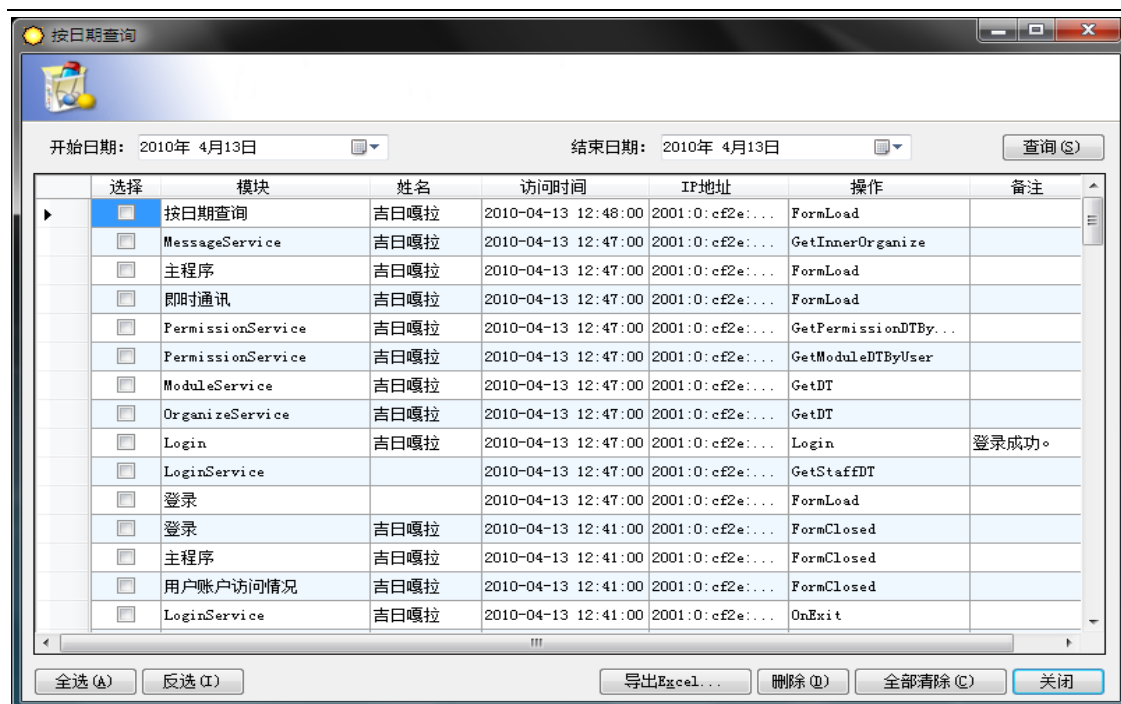 按日期查询
开始日期： 2010年 4月13日 结束日期： 2010年 4月13日 查询(S)
选择 模块 姓名 访问时间 IP地址 操作 备注
按日期查询 吉日嘎拉 2010-04-13 12:48:00 2001:0:cf2e:... FormLoad
MessageService 吉日嘎拉 2010-04-13 12:47:00 2001:0:cf2e:... GetInnerOrganize
主程序 吉日嘎拉 2010-04-13 12:47:00 2001:0:cf2e:... FormLoad
即时通讯 吉日嘎拉 2010-04-13 12:47:00 2001:0:cf2e:... FormLoad
PermissionService 吉日嘎拉 2010-04-13 12:47:00 2001:0:cf2e:... GetPermissionDTBy...
PermissionService 吉日嘎拉 2010-04-13 12:47:00 2001:0:cf2e:... GetModuleDTByUser
ModuleService 吉日嘎拉 2010-04-13 12:47:00 2001:0:cf2e:... GetDT
OrganizeService 吉日嘎拉 2010-04-13 12:47:00 2001:0:cf2e:... GetDT
Login 吉日嘎拉 2010-04-13 12:47:00 2001:0:cf2e:... Login 登录成功。
LoginService 2010-04-13 12:47:00 2001:0:cf2e:... GetStaffDT
登录 2010-04-13 12:47:00 2001:0:cf2e:... FormLoad
登录 吉日嘎拉 2010-04-13 12:41:00 2001:0:cf2e:... FormClosed
主程序 吉日嘎拉 2010-04-13 12:41:00 2001:0:cf2e:... FormClosed
用户账户访问情况 吉日嘎拉 2010-04-13 12:41:00 2001:0:cf2e:... FormClosed
LoginService 吉日嘎拉 2010-04-13 12:41:00 2001:0:cf2e:... OnExit
全选(A) 反选(I) 导出Excel... 删除(D) 全部清除(C) 关闭